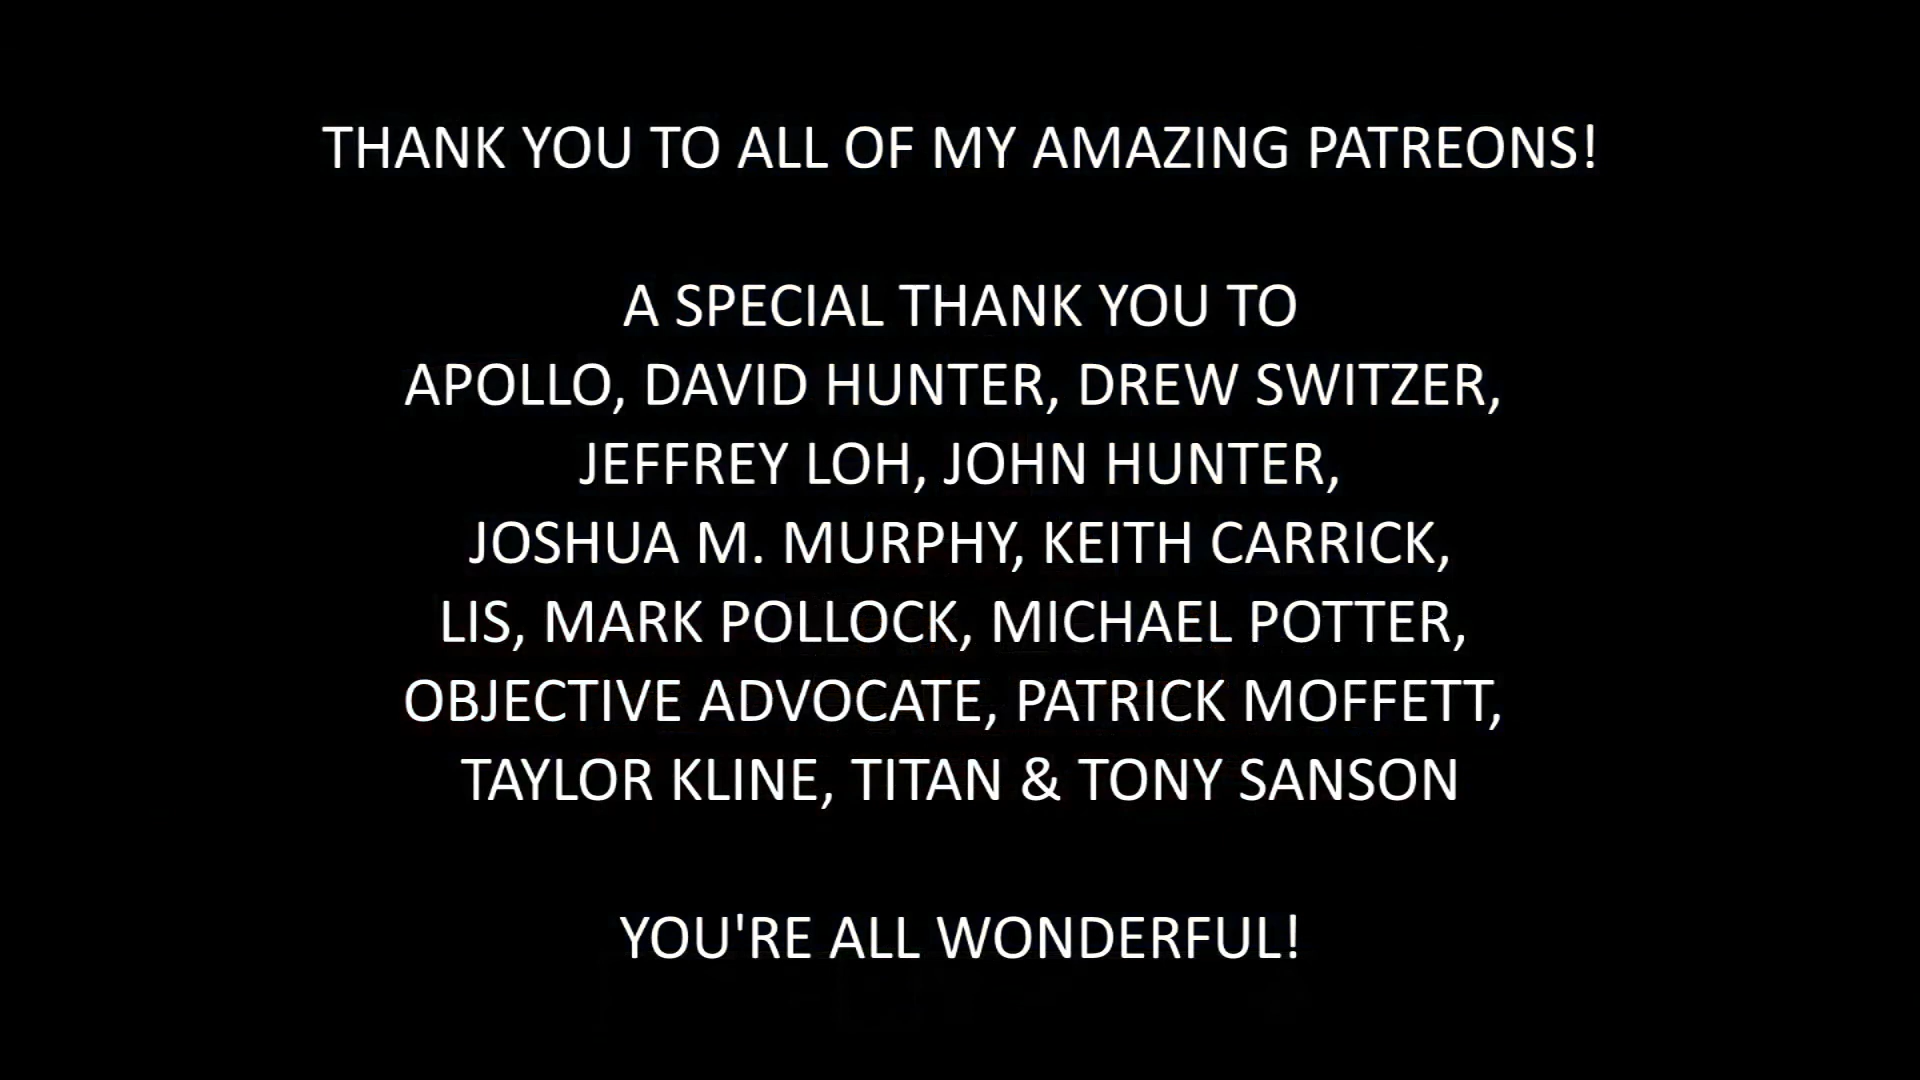 THANK YOU TO ALL OF MY AMAZING PATREONS!
A SPECIAL THANK YOU TO
APOLLO, DAVID HUNTER, DREW SWITZER,
JEFFREY LOH, JOHN HUNTER,
JOSHUA M. MURPHY, KEITH CARRICK,
LIS, MARK POLLOCK, MICHAEL POTTER,
OBJECTIVE ADVOCATE, PATRICK MOFFETT,
TAYLOR KLINE, TITAN & TONY SANSON
YOU'RE ALL WONDERFUL!